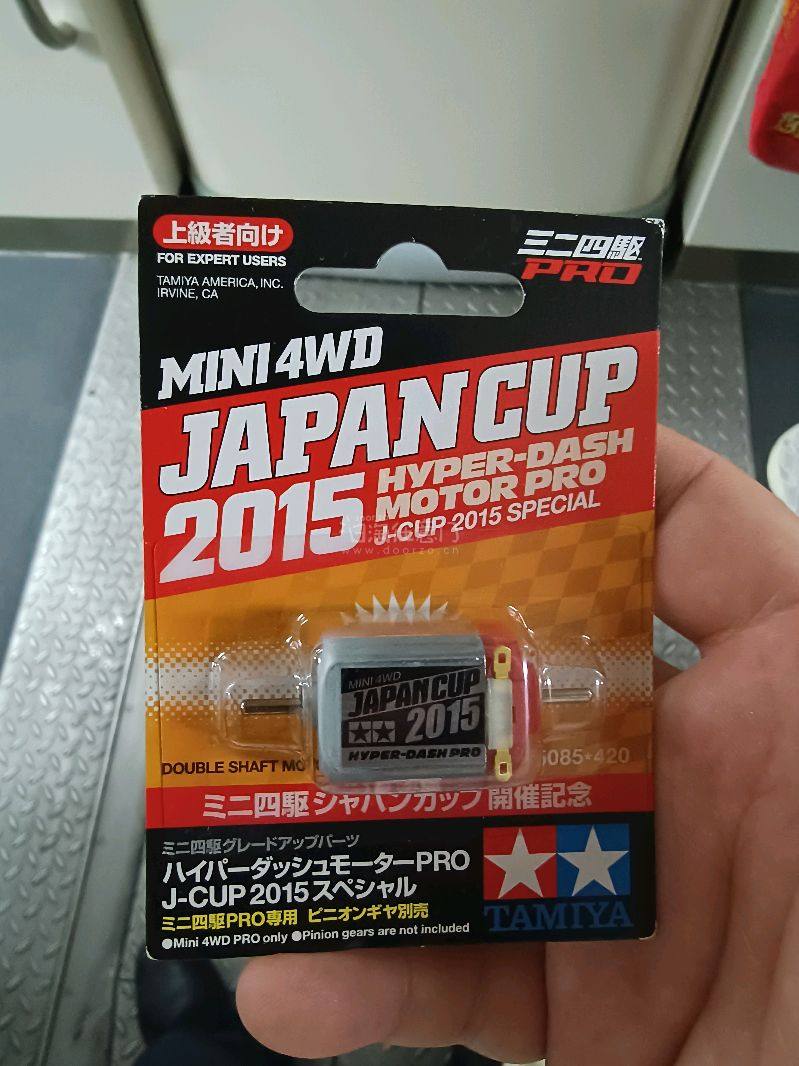 上級者向け
FOR EXPERT USERS
TAMIYA AMERICA, INC.
IRVINE, CA
ミニ四駆
PRO
MINI 4WD
JAPAN CUP
2015
HYPER-DASH
MOTOR PRO
J-CUP 2015 SPECIAL
www.doorzo.cn
MINI 4WD
JAPAN CUP
2015
HYPER-DASH PRO
DOUBLE SHAFT
5085*420
ミニ四駆 ジャパンカップ 開催記念
ミニ四駆グレードアップパーツ
ハイパーダッシュモーターPRO
J-CUP 2015スペシャル
ミニ四駆PRO専用 ピニオンギヤ別売
●Mini 4WD PRO only ●Pinion gears are not included
TAMIYA